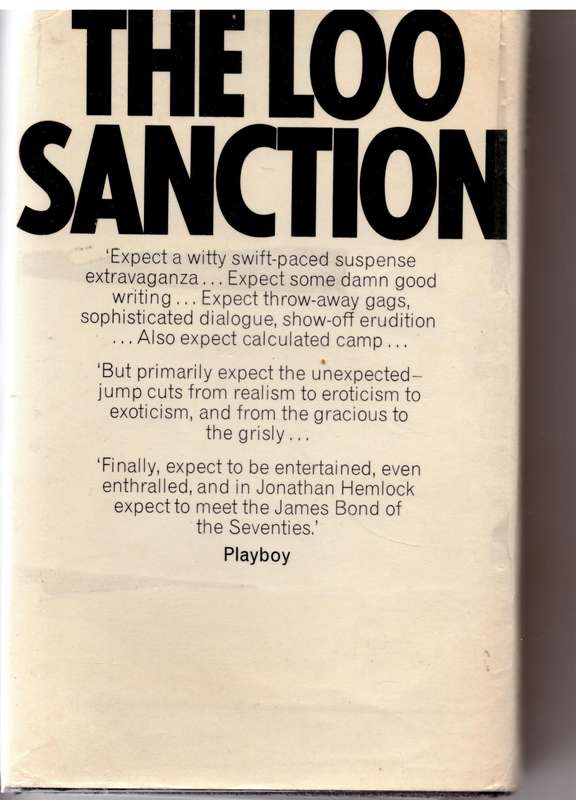 THE LOO
SANCTION
'Expect a witty swift-paced suspense
extravaganza... Expect some damn good
writing... Expect throw-away gags,
sophisticated dialogue, show-off erudition
... Also expect calculated camp...
'But primarily expect the unexpected–
jump cuts from realism to eroticism to
exoticism, and from the gracious to
the grisly...
'Finally, expect to be entertained, even
enthralled, and in Jonathan Hemlock
expect to meet the James Bond of
the Seventies.'
Playboy